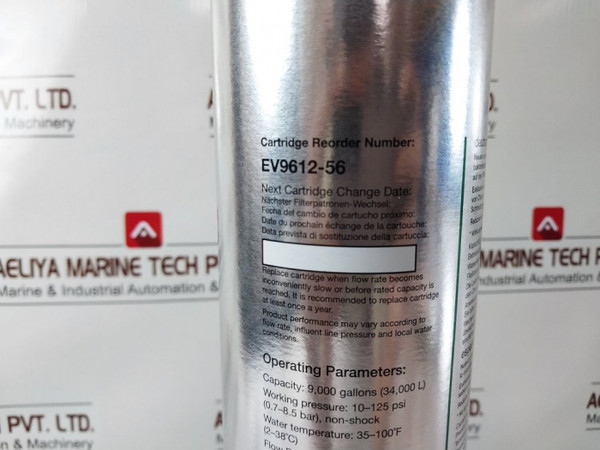 Cartridge Reorder Number:
EV9612-56
Next Cartridge Change Date:
Nächster Filterpatronen-Wechsel:
Fecha del cambio de cartucho próximo:
Date du prochain échange de la cartouche:
Data prevista di sostituzione della cartuccia:
Replace cartridge when flow rate becomes
inconveniently slow or before rated capacity is
reached. It is recommended to replace cartridge
at least once a year.
Product performance may vary according to
flow rate, influent line pressure and local water
conditions.
Operating Parameters:
Capacity: 9,000 gallons (34,000 L)
Working pressure: 10–125 psi
(0.7–8.5 bar), non-shock
Water temperature: 35–100°F
(2–38°C)
Flow
VT. LTD.
Machinery
AELIYA MARINE TECH P
Marine & Industrial Automation &
A PVT. LTD.
on & Machinery